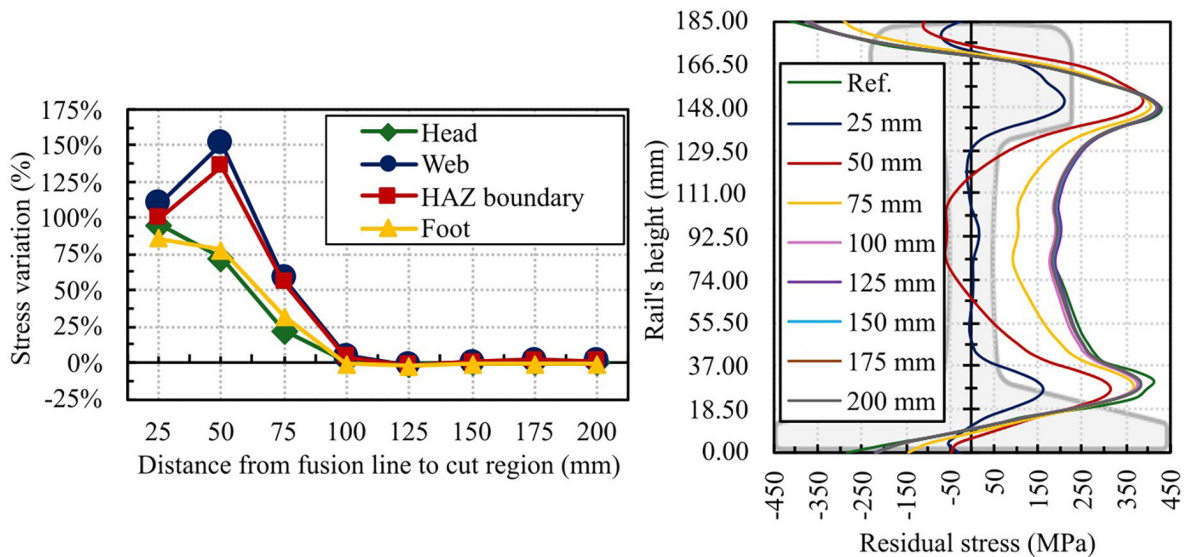 175%
150%
125%
100%
75%
50%
25%
0%
-25%
Stress variation (%)
Head
Web
HAZ boundary
Foot
25 50 75 100 125 150 175 200
Distance from fusion line to cut region (mm)
185.00
166.50
148.00
129.50
111.00
92.50
74.00
55.50
37.00
18.50
0.00
Rail's height (mm)
Ref.
25 mm
50 mm
75 mm
100 mm
125 mm
150 mm
175 mm
200 mm
-450 -350 -250 -150 -50 50 150 250 350 450
Residual stress (MPa)